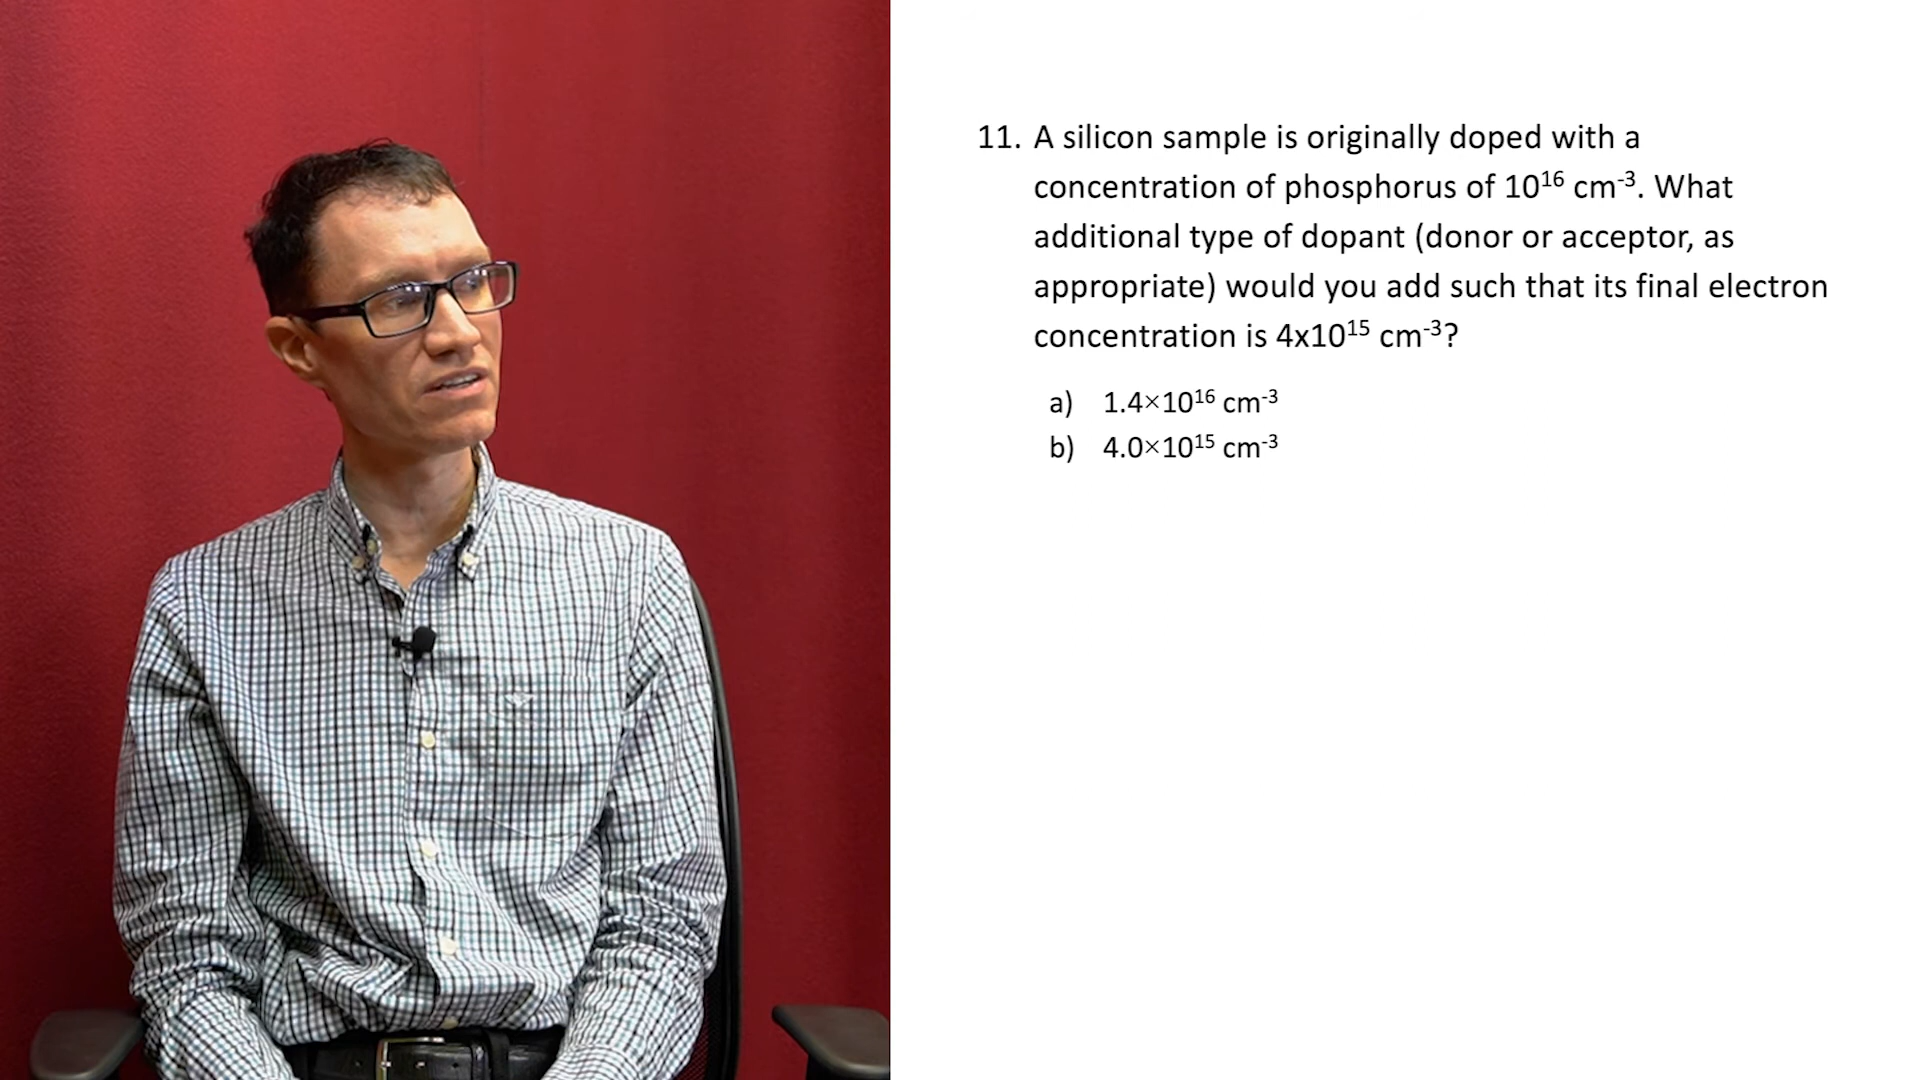 11. A silicon sample is originally doped with a
concentration of phosphorus of 10¹⁶ cm⁻³. What
additional type of dopant (donor or acceptor, as
appropriate) would you add such that its final electron
concentration is 4x10¹⁵ cm⁻³?
a) 1.4×10¹⁶ cm⁻³
b) 4.0×10¹⁵ cm⁻³